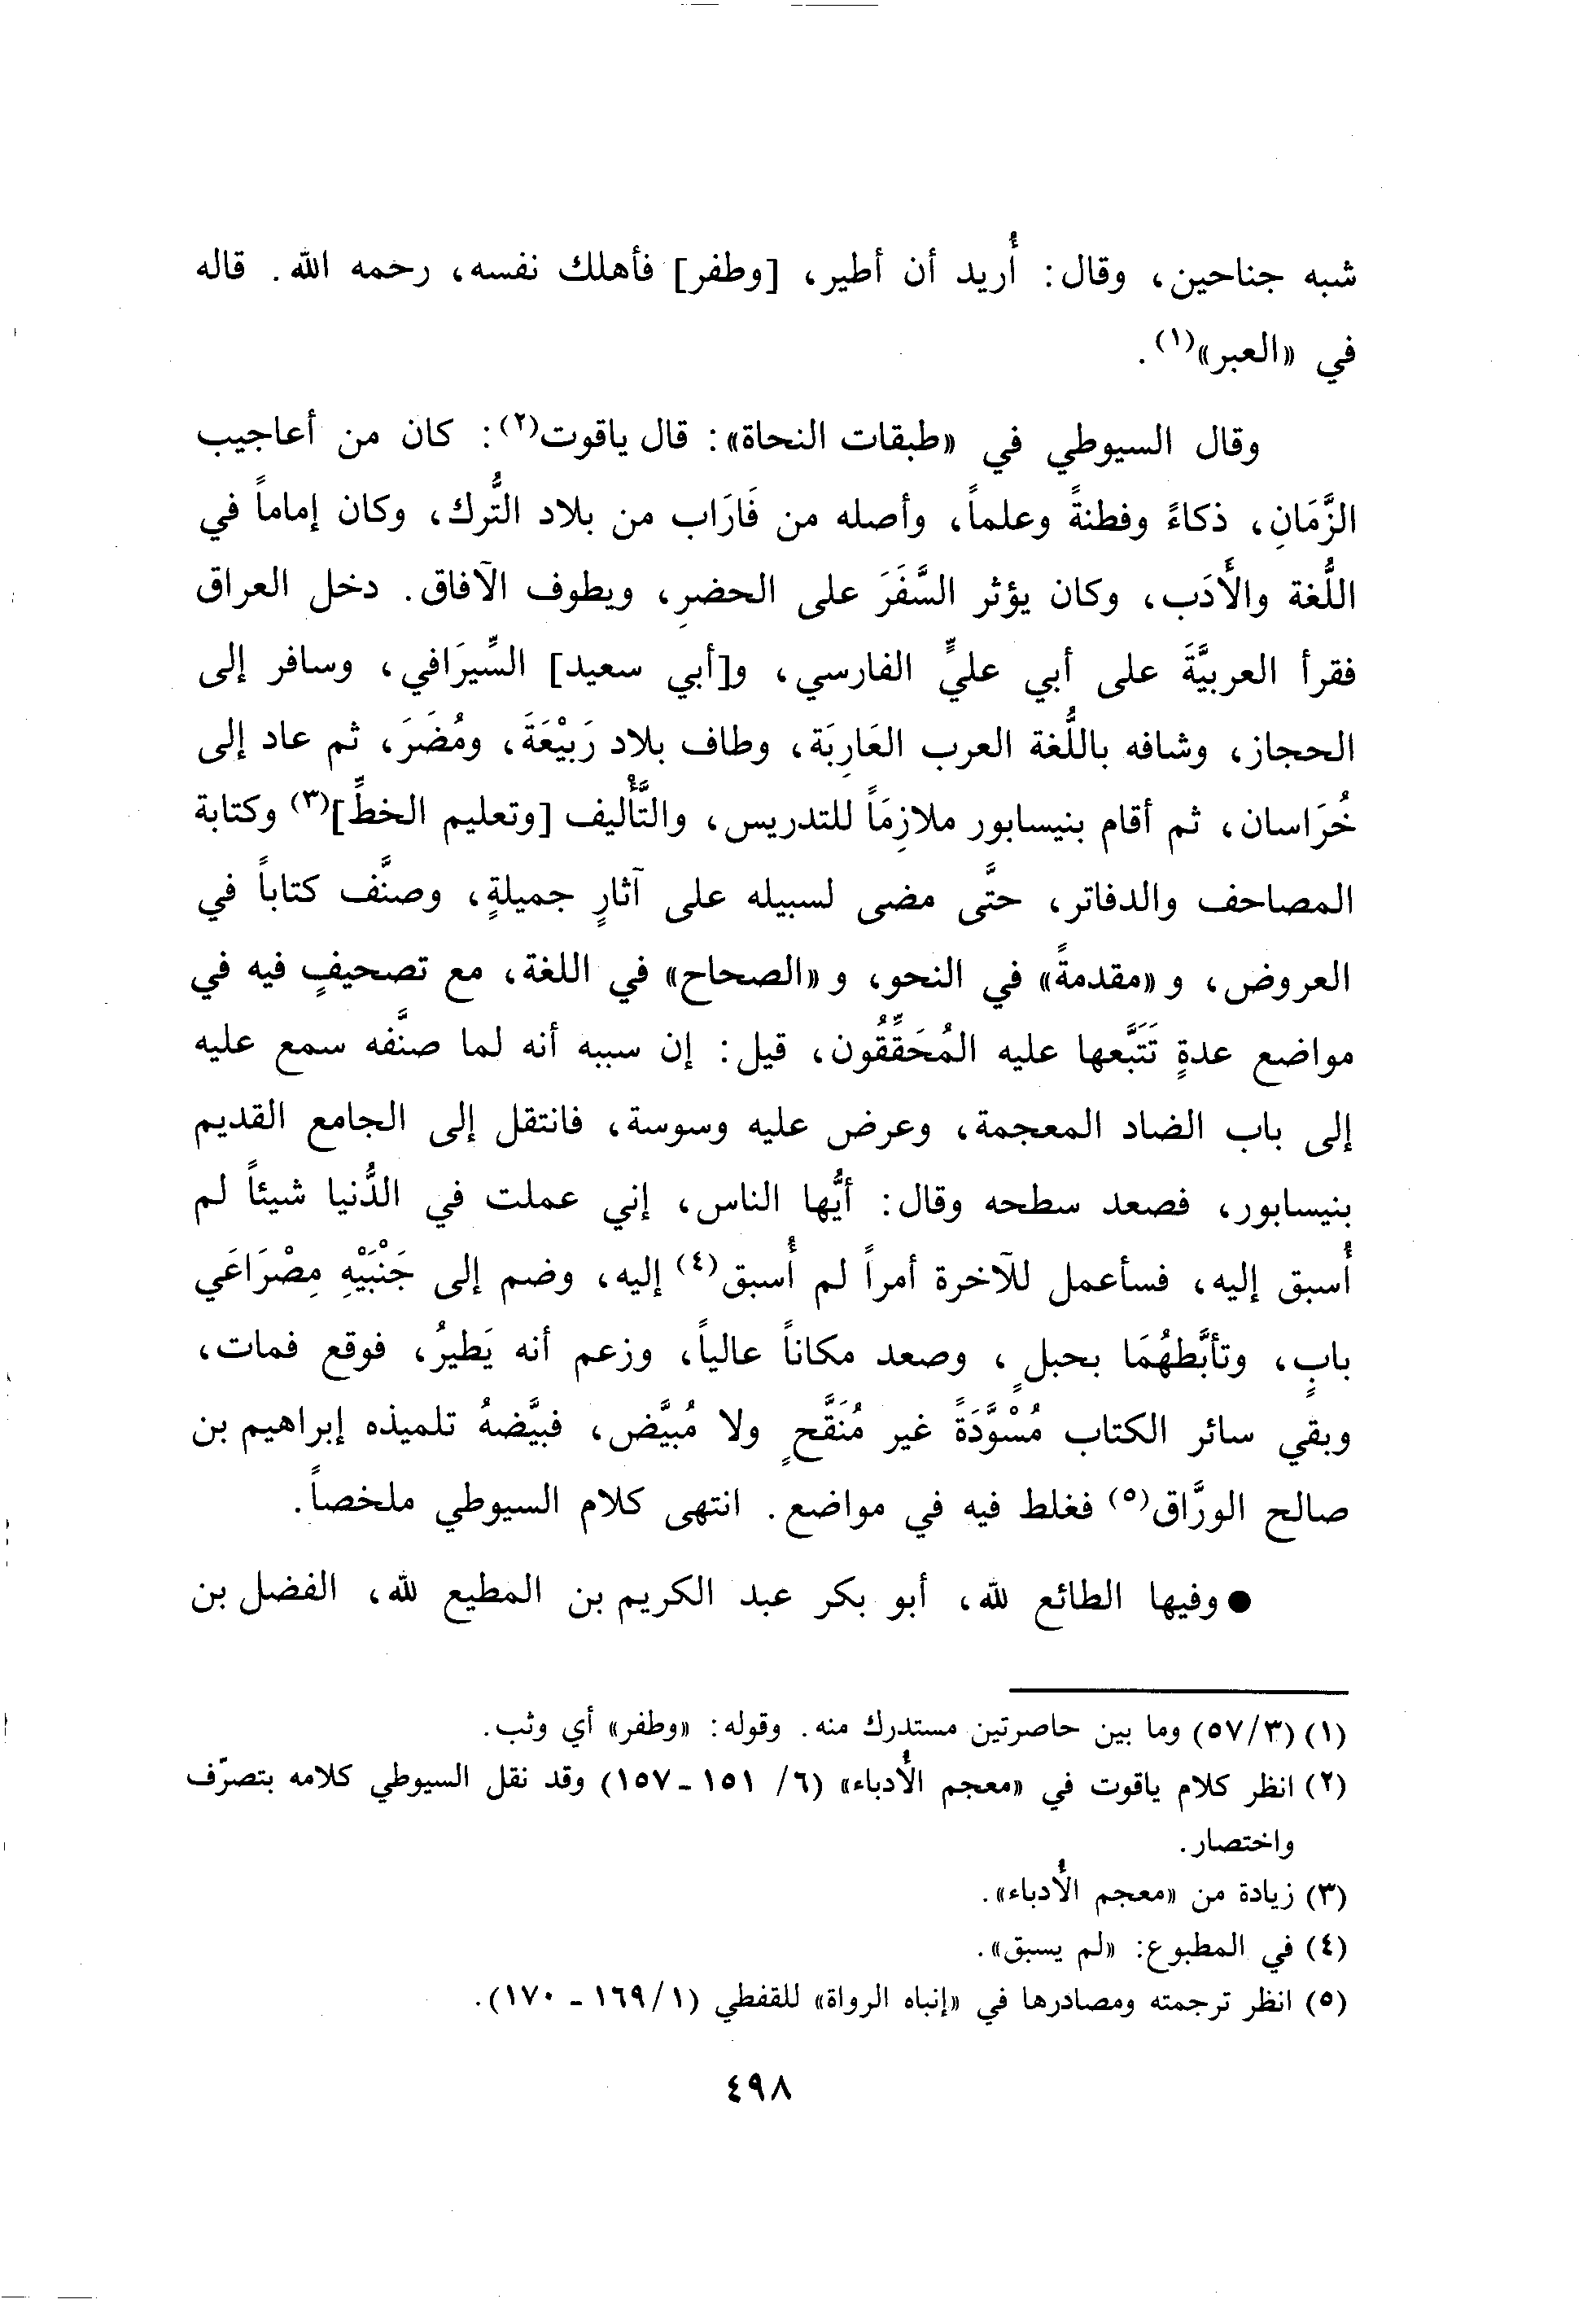 شبه جناحين، وقال: أُريد أن أطير، [وطفر] فأهلك نفسه، رحمه الله. قاله
في «العبر»(١).
وقال السيوطي في «طبقات النحاة»: قال ياقوت(٢): كان من أعاجيب
الزَّمَانِ، ذكاءً وفطنةً وعلماً، وأصله من فَارَاب من بلاد التُّرك، وكان إماماً في
اللُّغة والأَدَب، وكان يؤثر السَّفَرَ على الحضرِ، ويطوف الآفاق. دخل العراق
فقرأ العربيَّةَ على أبي عليٍّ الفارسي، و[أبي سعيد] السِّيرَافي، وسافر إلى
الحجاز، وشافه باللُّغة العرب العَارِبَة، وطاف بلاد رَبيْعَةَ، ومُضَرَ، ثم عاد إلى
خُرَاسان، ثم أقام بنيسابور ملازِمَاً للتدريس، والتَّأْليف [وتعليم الخطِّ](٣) وكتابة
المصاحف والدفاتر، حتَّى مضى لسبيله على آثارٍ جميلةٍ، وصنَّف كتاباً في
العروض، و «مقدمةً» في النحو، و «الصحاح» في اللغة، مع تصحيفٍ فيه في
مواضع عدةٍ تَتَبَّعها عليه المُحَقِّقُون، قيل: إن سببه أنه لما صنَّفه سمع عليه
إلى باب الضاد المعجمة، وعرض عليه وسوسة، فانتقل إلى الجامع القديم
بنيسابور، فصعد سطحه وقال: أيُّها الناس، إني عملت في الدُّنيا شيئاً لم
أُسبق إليه، فسأعمل للآخرة أمراً لم أُسبق(٤) إليه، وضم إلى جَنْبَيْهِ مِصْرَاعَي
بابٍ، وتأبَّطهُمَا بحبلٍ، وصعد مكاناً عالياً، وزعم أنه يَطيرُ، فوقع فمات،
وبقي سائر الكتاب مُسْوَّدَةً غير مُنَقَّحٍ ولا مُبيَّض، فبيَّضهُ تلميذه إبراهيم بن
صالح الورَّاق(٥) فغلط فيه في مواضع. انتهى كلام السيوطي ملخصاً.
● وفيها الطائع لله، أبو بكر عبد الكريم بن المطيع لله، الفضل بن
(١) (٥٧/٣) وما بين حاصرتين مستدرك منه. وقوله: «وطفر» أي وثب.
(٢) انظر كلام ياقوت في «معجم الأُدباء» (٦/ ١٥١ - ١٥٧) وقد نقل السيوطي كلامه بتصرّف
واختصار.
(٣) زيادة من «معجم الأُدباء».
(٤) في المطبوع: «لم يسبق».
(٥) انظر ترجمته ومصادرها في «إنباه الرواة» للقفطي (١٦٩/١ - ١٧٠).
٤٩٨